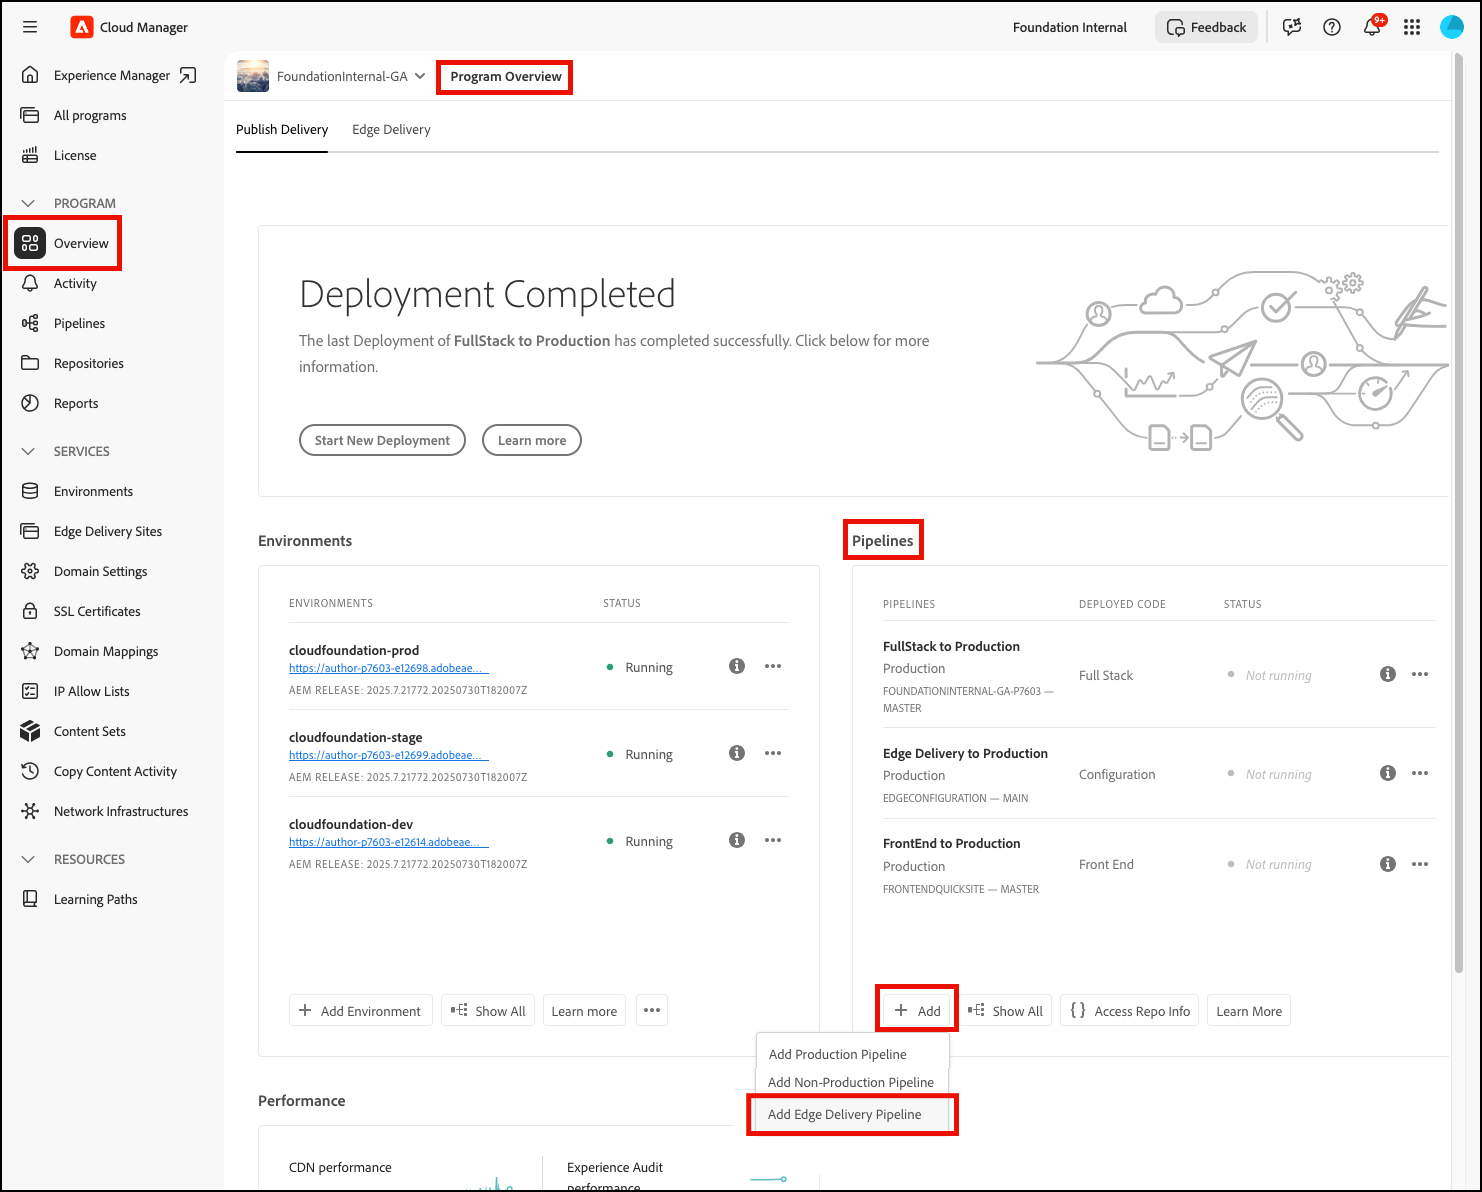 Cloud Manager
Foundation Internal
Feedback
9+
Experience Manager
All programs
License
PROGRAM
Overview
Activity
Pipelines
Repositories
Reports
SERVICES
Environments
Edge Delivery Sites
Domain Settings
SSL Certificates
Domain Mappings
IP Allow Lists
Content Sets
Copy Content Activity
Network Infrastructures
RESOURCES
Learning Paths
FoundationInternal-GA
Program Overview
Publish Delivery
Edge Delivery
Deployment Completed
The last Deployment of FullStack to Production has completed successfully. Click below for more
information.
Start New Deployment
Learn more
Environments
ENVIRONMENTS STATUS
cloudfoundation-prod
https://author-p7603-e12698.adobeae...
AEM RELEASE: 2025.7.21772.20250730T182007Z
Running
cloudfoundation-stage
https://author-p7603-e12699.adobeae...
AEM RELEASE: 2025.7.21772.20250730T182007Z
Running
cloudfoundation-dev
https://author-p7603-e12614.adobeae...
AEM RELEASE: 2025.7.21772.20250730T182007Z
Running
Add Environment
Show All
Learn more
Pipelines
PIPELINES DEPLOYED CODE STATUS
FullStack to Production
Production
FOUNDATIONINTERNAL-GA-P7603 —
MASTER
Full Stack
Not running
Edge Delivery to Production
Production
EDGECONFIGURATION — MAIN
Configuration
Not running
FrontEnd to Production
Production
FRONTENDQUICKSITE — MASTER
Front End
Not running
Add
Show All
Access Repo Info
Learn More
Add Production Pipeline
Add Non-Production Pipeline
Add Edge Delivery Pipeline
Performance
CDN performance
Experience Audit
performance